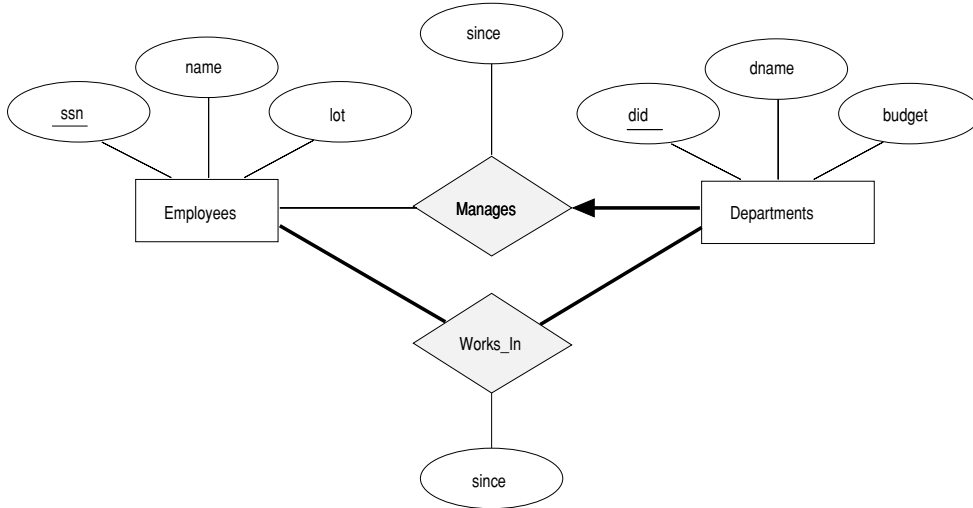 since
name
dname
ssn
lot
did
budget
Employees
Manages
Departments
Works_In
since